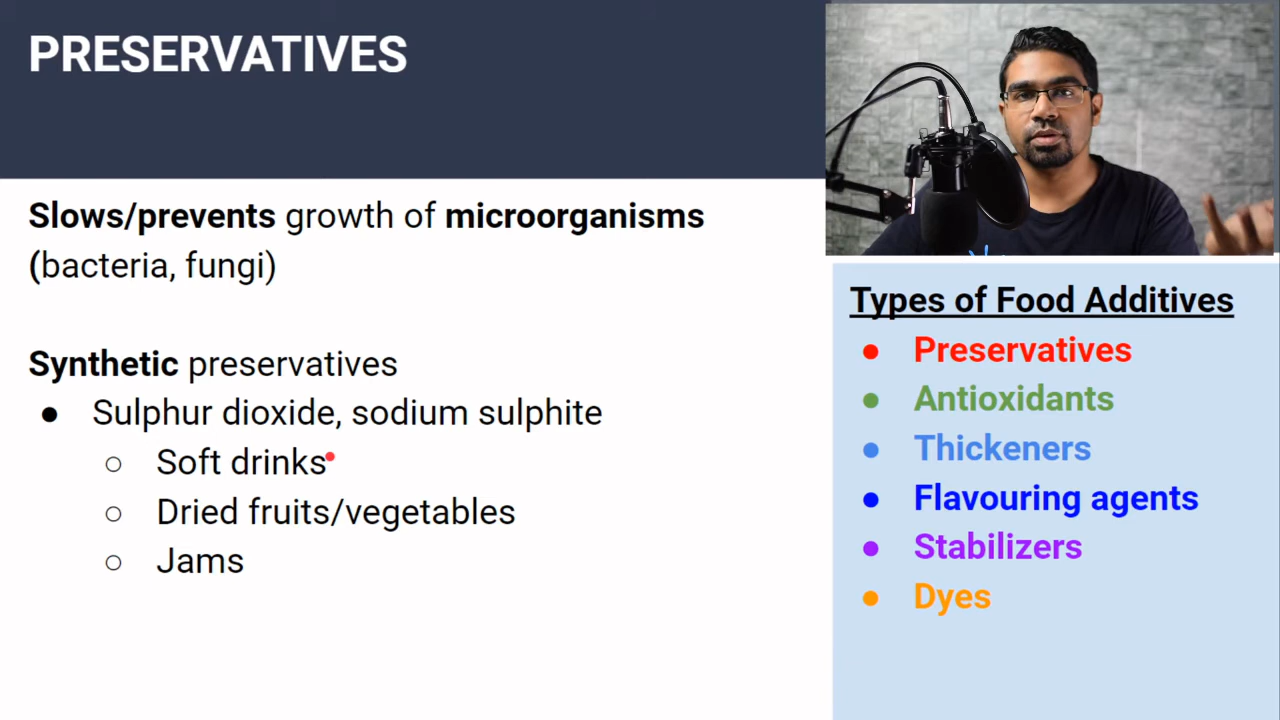 PRESERVATIVES
Slows/prevents growth of microorganisms
(bacteria, fungi)
Synthetic preservatives
● Sulphur dioxide, sodium sulphite
○ Soft drinks
○ Dried fruits/vegetables
○ Jams
Types of Food Additives
● Preservatives
● Antioxidants
● Thickeners
● Flavouring agents
● Stabilizers
● Dyes